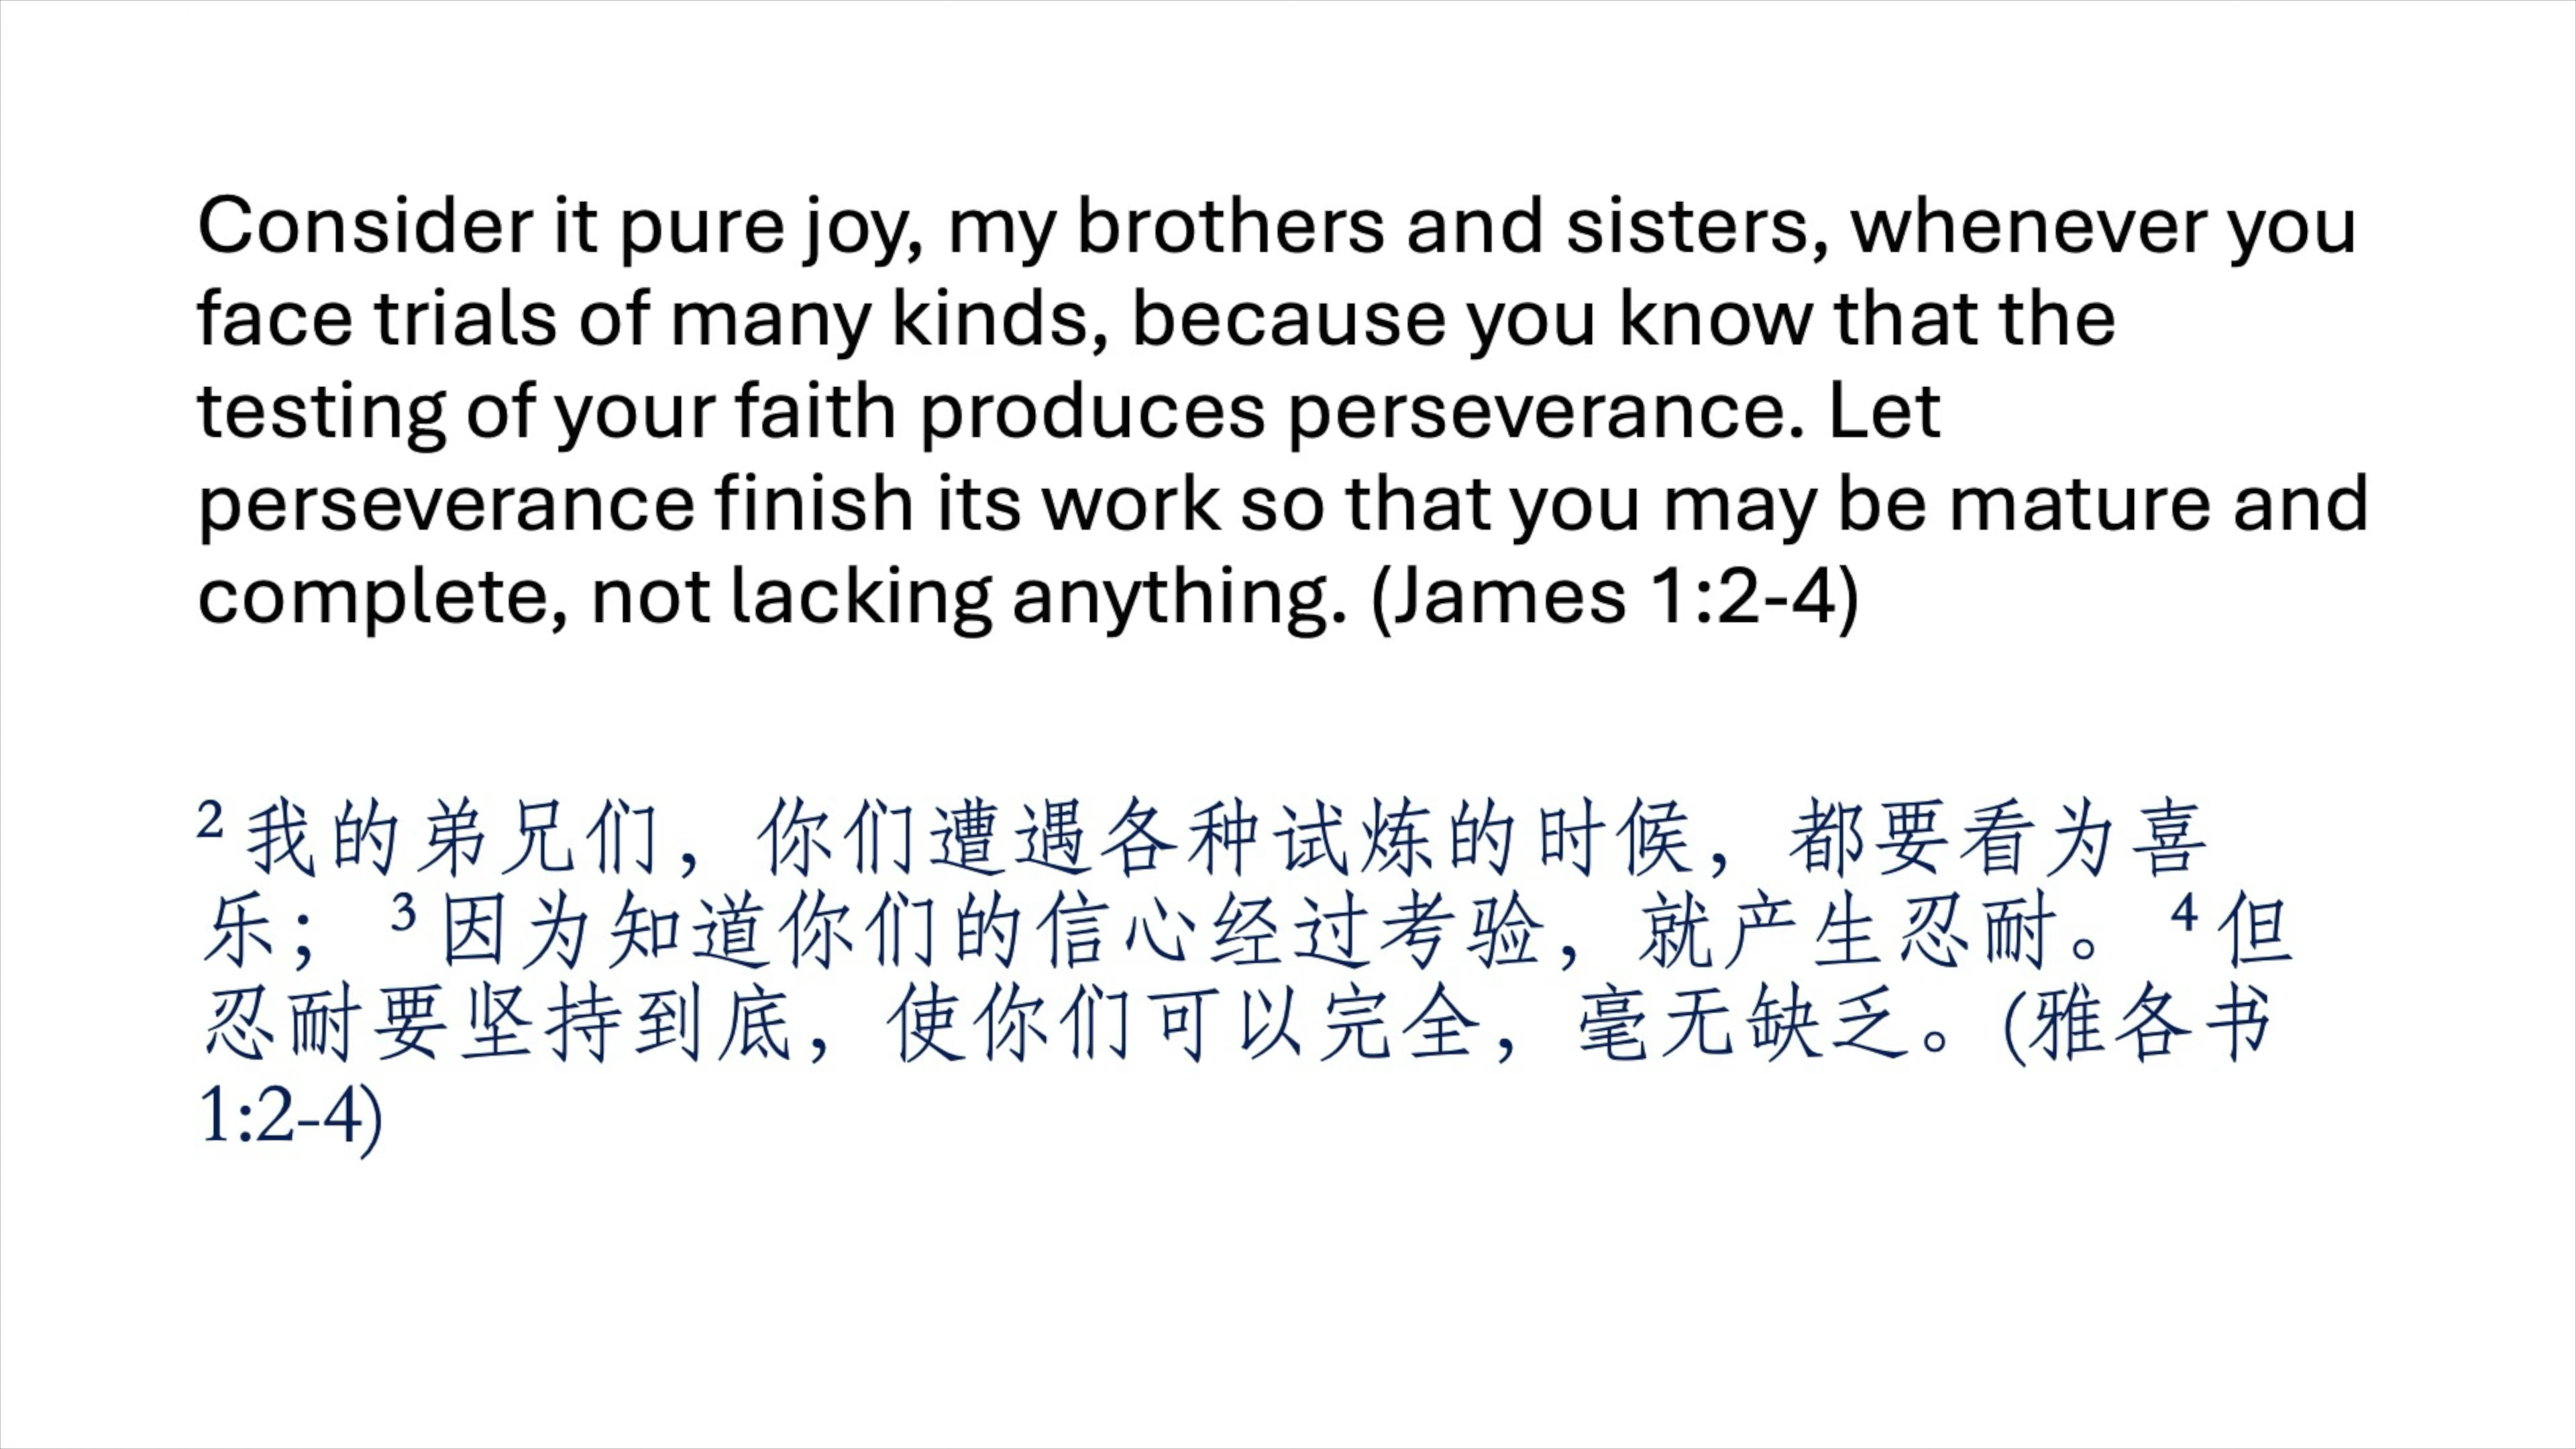 Consider it pure joy, my brothers and sisters, whenever you
face trials of many kinds, because you know that the
testing of your faith produces perseverance. Let
perseverance finish its work so that you may be mature and
complete, not lacking anything. (James 1:2-4)
2 我的弟兄们，你们遭遇各种试炼的时候，都要看为喜
乐； 3 因为知道你们的信心经过考验，就产生忍耐。 4 但
忍耐要坚持到底，使你们可以完全，毫无缺乏。(雅各书
1:2-4)